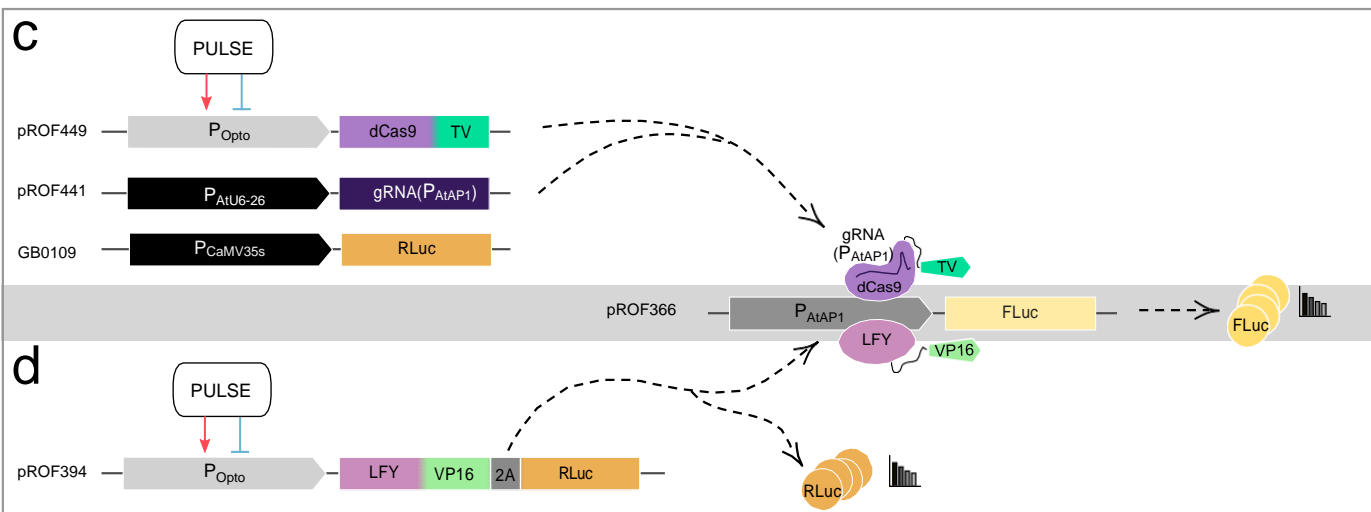 c
PULSE
pROF449 POpto dCas9 TV
pROF441 PAtU6-26 gRNA(PAtAP1)
GB0109 PCaMV35s RLuc
gRNA
(PAtAP1)
TV
dCas9
pROF366 PAtAP1 FLuc
FLuc
LFY
VP16
d
PULSE
pROF394 POpto LFY VP16 2A RLuc
RLuc